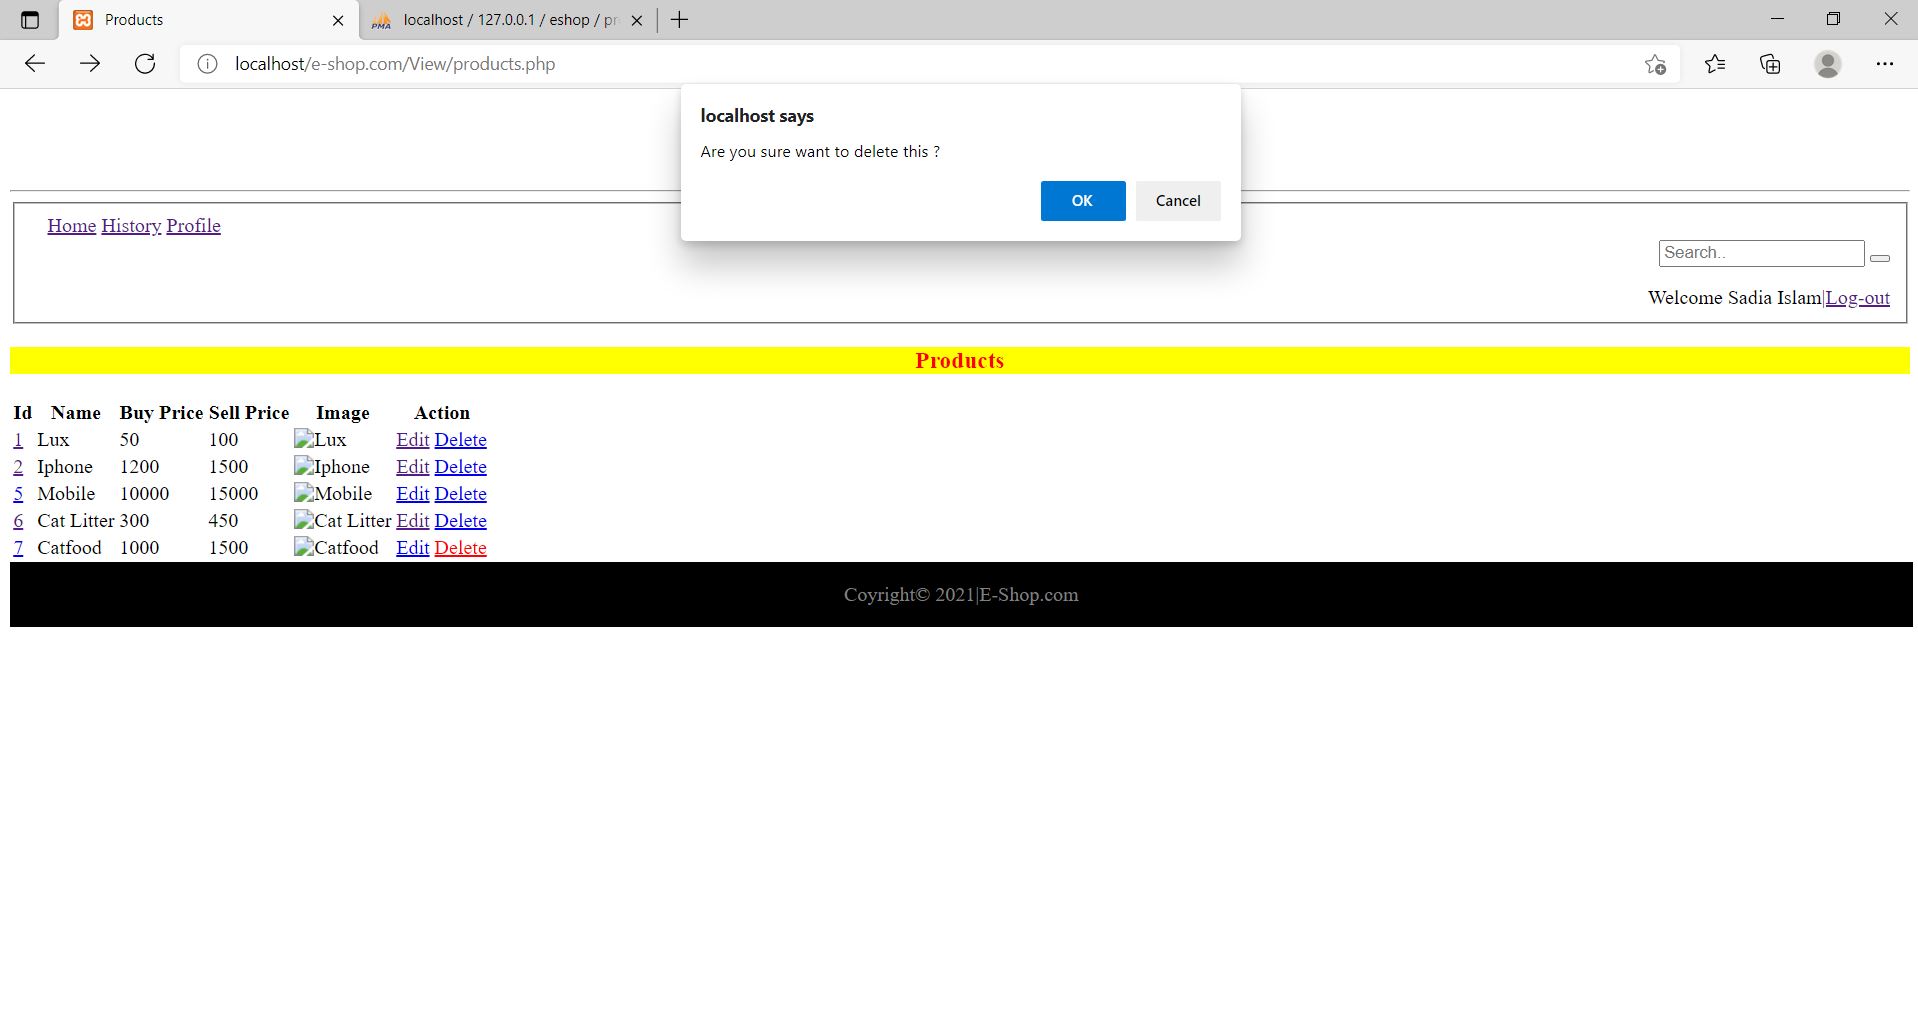 Products
PMA localhost / 127.0.0.1 / eshop / pr
localhost/e-shop.com/View/products.php
localhost says
Are you sure want to delete this ?
OK Cancel
Home History Profile
Search..
Welcome Sadia Islam|Log-out
Products
Id Name Buy Price Sell Price Image Action
1 Lux 50 100 Lux Edit Delete
2 Iphone 1200 1500 Iphone Edit Delete
5 Mobile 10000 15000 Mobile Edit Delete
6 Cat Litter 300 450 Cat Litter Edit Delete
7 Catfood 1000 1500 Catfood Edit Delete
Coyright© 2021|E-Shop.com